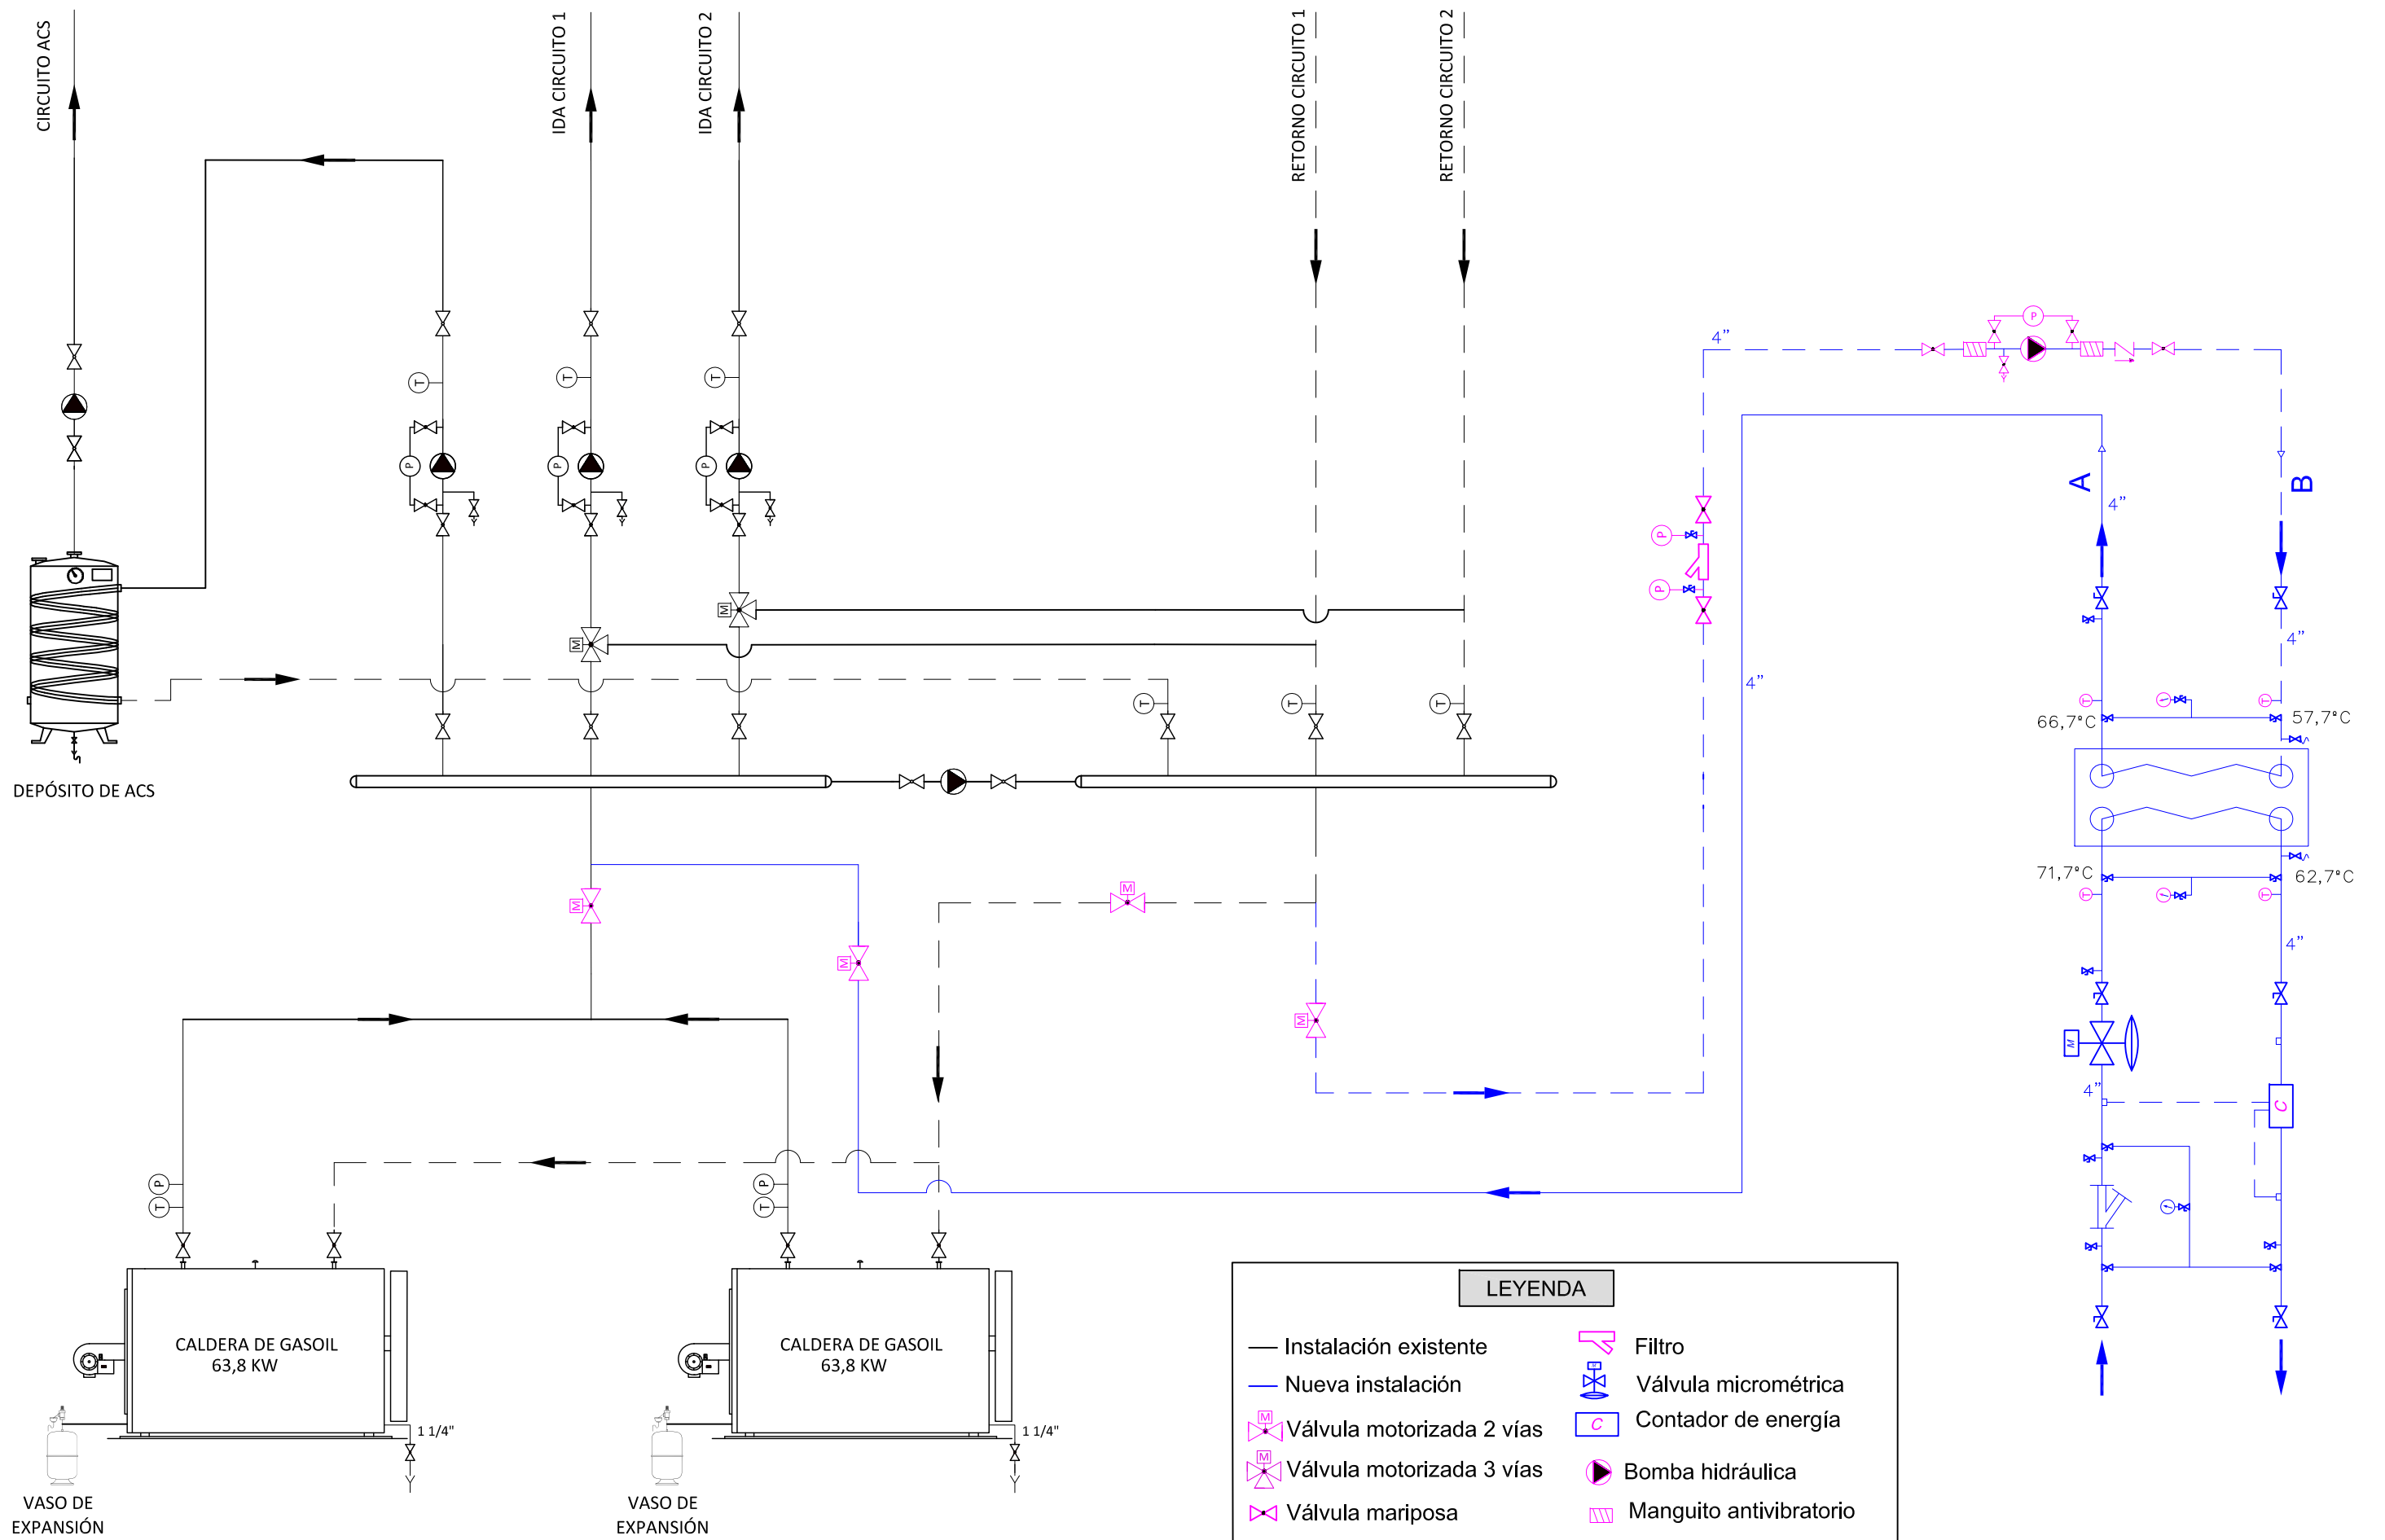 CIRCUITO ACS
IDA CIRCUITO 1
IDA CIRCUITO 2
RETORNO CIRCUITO 1
RETORNO CIRCUITO 2
T
T
T
P
P
P
M
M
T
T
T
DEPÓSITO DE ACS
4”
P
P
P
4”
A
4”
B
4”
T
T
66,7°C
57,7°C
71,7°C
62,7°C
T
T
4”
M
4”
C
M
M
M
M
P
T
P
T
CALDERA DE GASOIL
63,8 KW
CALDERA DE GASOIL
63,8 KW
1 1/4"
1 1/4"
VASO DE
EXPANSIÓN
VASO DE
EXPANSIÓN
LEYENDA
Instalación existente
Nueva instalación
M Válvula motorizada 2 vías
M Válvula motorizada 3 vías
Válvula mariposa
Filtro
Válvula micrométrica
C Contador de energía
Bomba hidráulica
Manguito antivibratorio